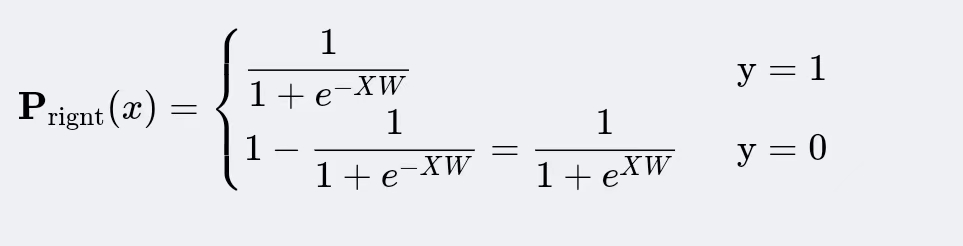 P_rignt(x) = { 1/(1 + e^{-XW})    y = 1
1 - 1/(1 + e^{-XW}) = 1/(1 + e^{XW})    y = 0